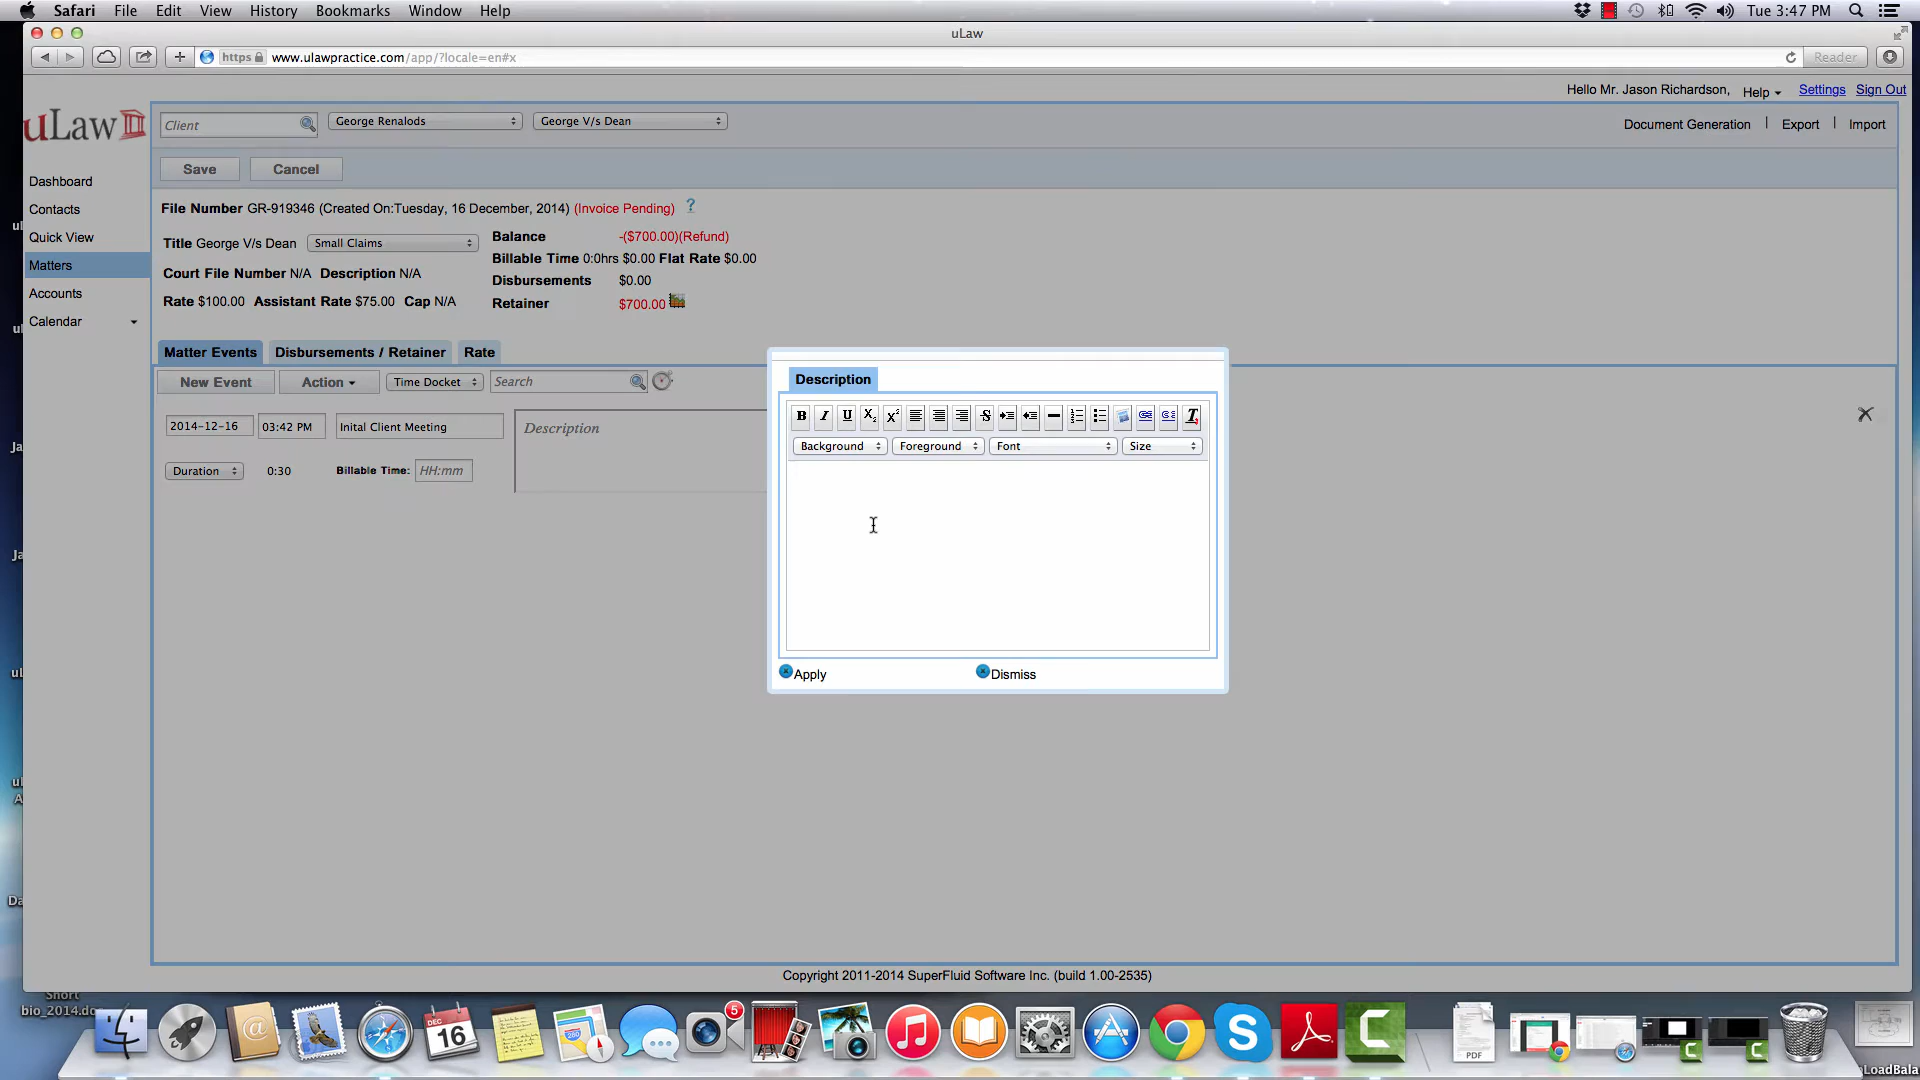 Safari File Edit View History Bookmarks Window Help
Tue 3:47 PM
uLaw
https www.ulawpractice.com/app/?locale=en#x
Reader
Hello Mr. Jason Richardson, Help Settings Sign Out
uLaw
Client George Renalods George V/s Dean
Document Generation | Export | Import
Save Cancel
Dashboard
Contacts
Quick View
Matters
Accounts
Calendar
File Number GR-919346 (Created On:Tuesday, 16 December, 2014) (Invoice Pending) ?
Title George V/s Dean Small Claims
Court File Number N/A Description N/A
Rate $100.00 Assistant Rate $75.00 Cap N/A
Balance -($700.00)(Refund)
Billable Time 0:0hrs $0.00 Flat Rate $0.00
Disbursements $0.00
Retainer $700.00
Matter Events Disbursements / Retainer Rate
New Event Action Time Docket Search
2014-12-16 03:42 PM Inital Client Meeting Description
Duration 0:30 Billable Time: HH:mm
Description
Background Foreground Font Size
Apply Dismiss
Copyright 2011-2014 SuperFluid Software Inc. (build 1.00-2535)
Short
bio_2014.do
DEC
16
5
PDF
LoadBala